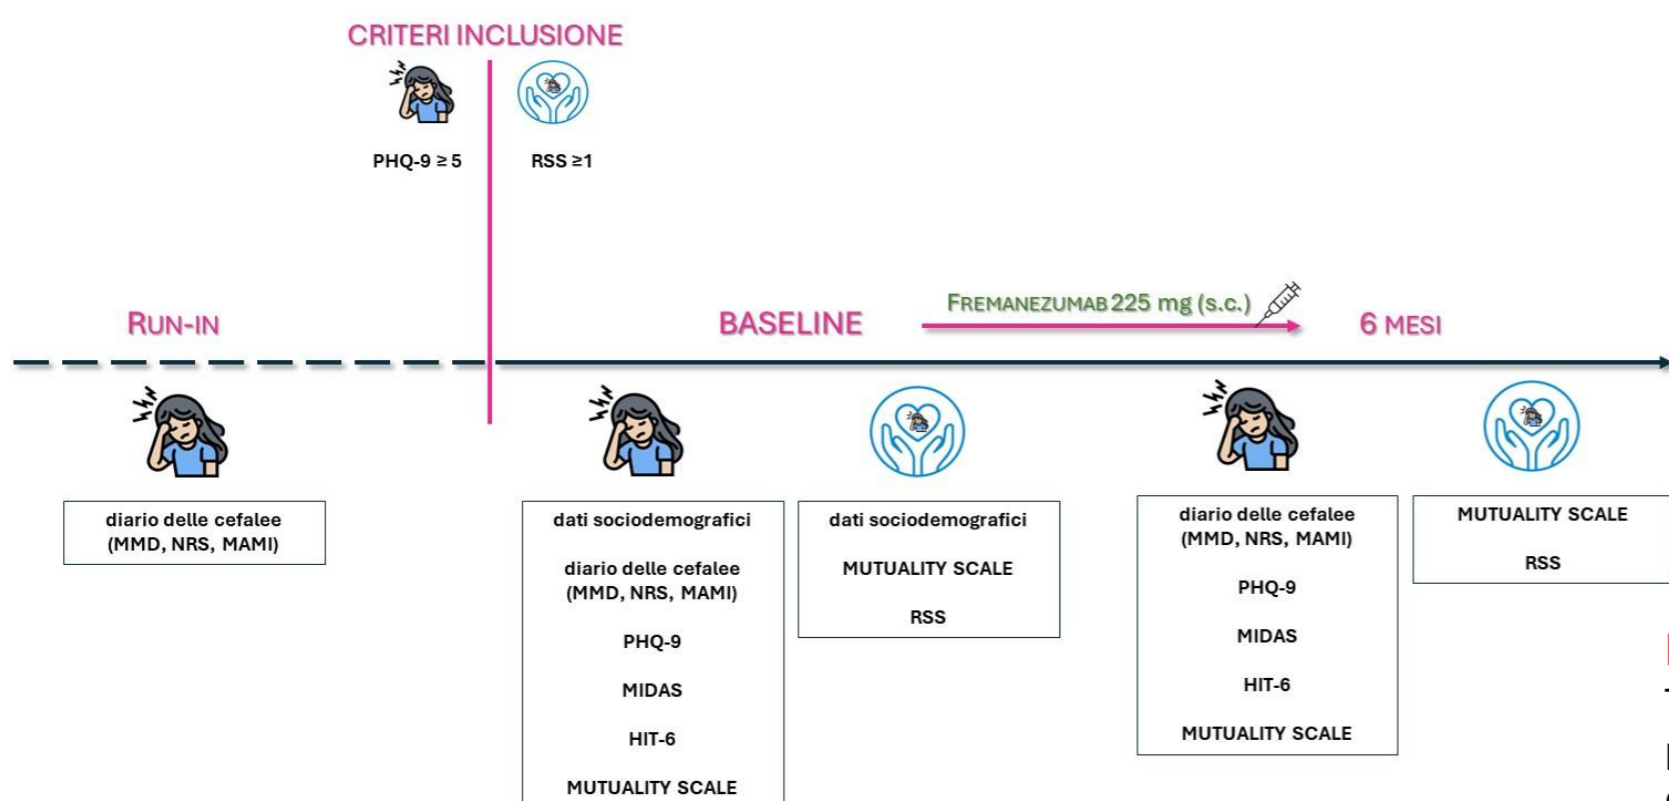 CRITERI INCLUSIONE
PHQ-9 ≥ 5
RSS ≥1
RUN-IN
BASELINE
FREMANEZUMAB 225 mg (s.c.)
6 MESI
diario delle cefalee
(MMD, NRS, MAMI)
dati sociodemografici
diario delle cefalee
(MMD, NRS, MAMI)
PHQ-9
MIDAS
HIT-6
MUTUALITY SCALE
dati sociodemografici
MUTUALITY SCALE
RSS
diario delle cefalee
(MMD, NRS, MAMI)
PHQ-9
MIDAS
HIT-6
MUTUALITY SCALE
MUTUALITY SCALE
RSS